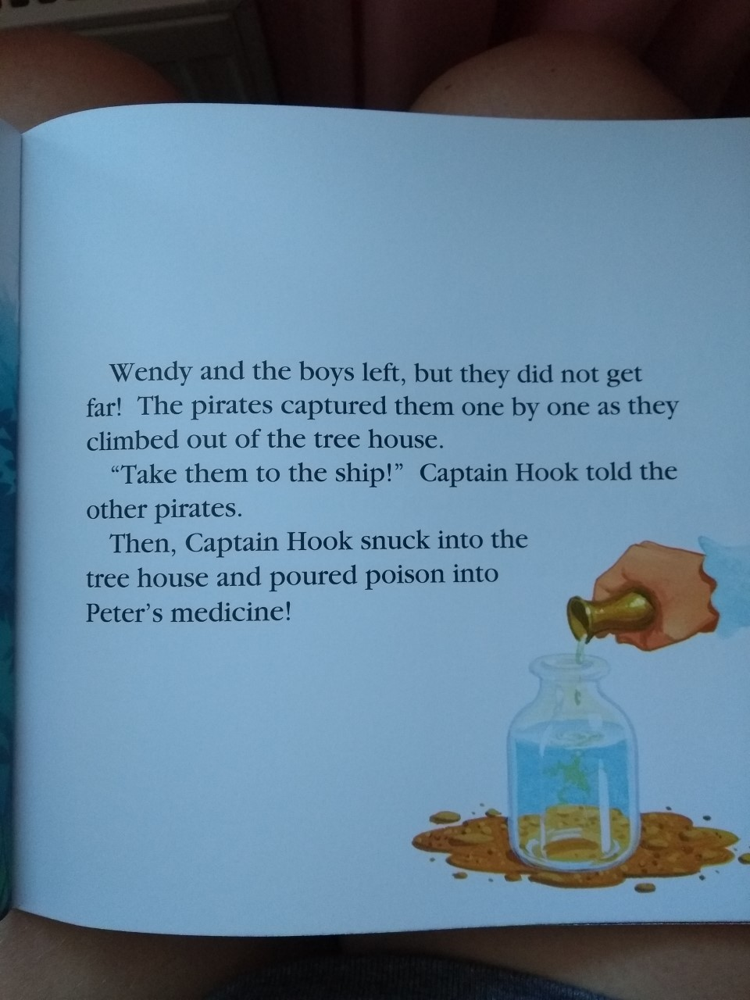 Wendy and the boys left, but they did not get
far! The pirates captured them one by one as they
climbed out of the tree house.
“Take them to the ship!” Captain Hook told the
other pirates.
Then, Captain Hook snuck into the
tree house and poured poison into
Peter’s medicine!